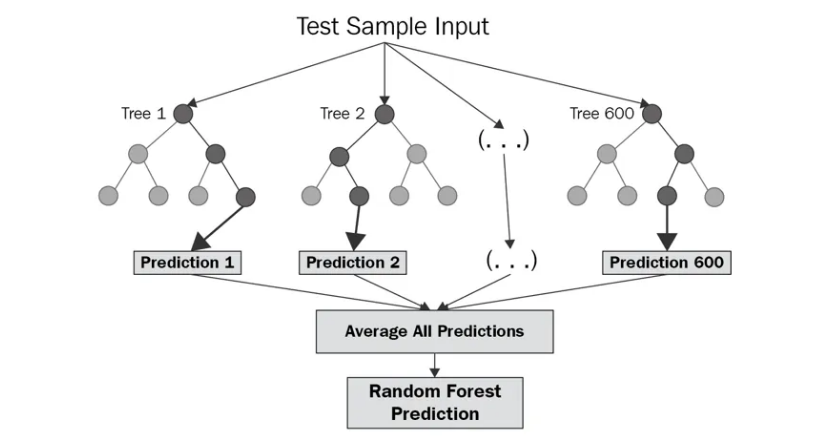 Test Sample Input
Tree 1
Tree 2
Tree 600
(. . .)
Prediction 1
Prediction 2
(. . .)
Prediction 600
Average All Predictions
Random Forest
Prediction